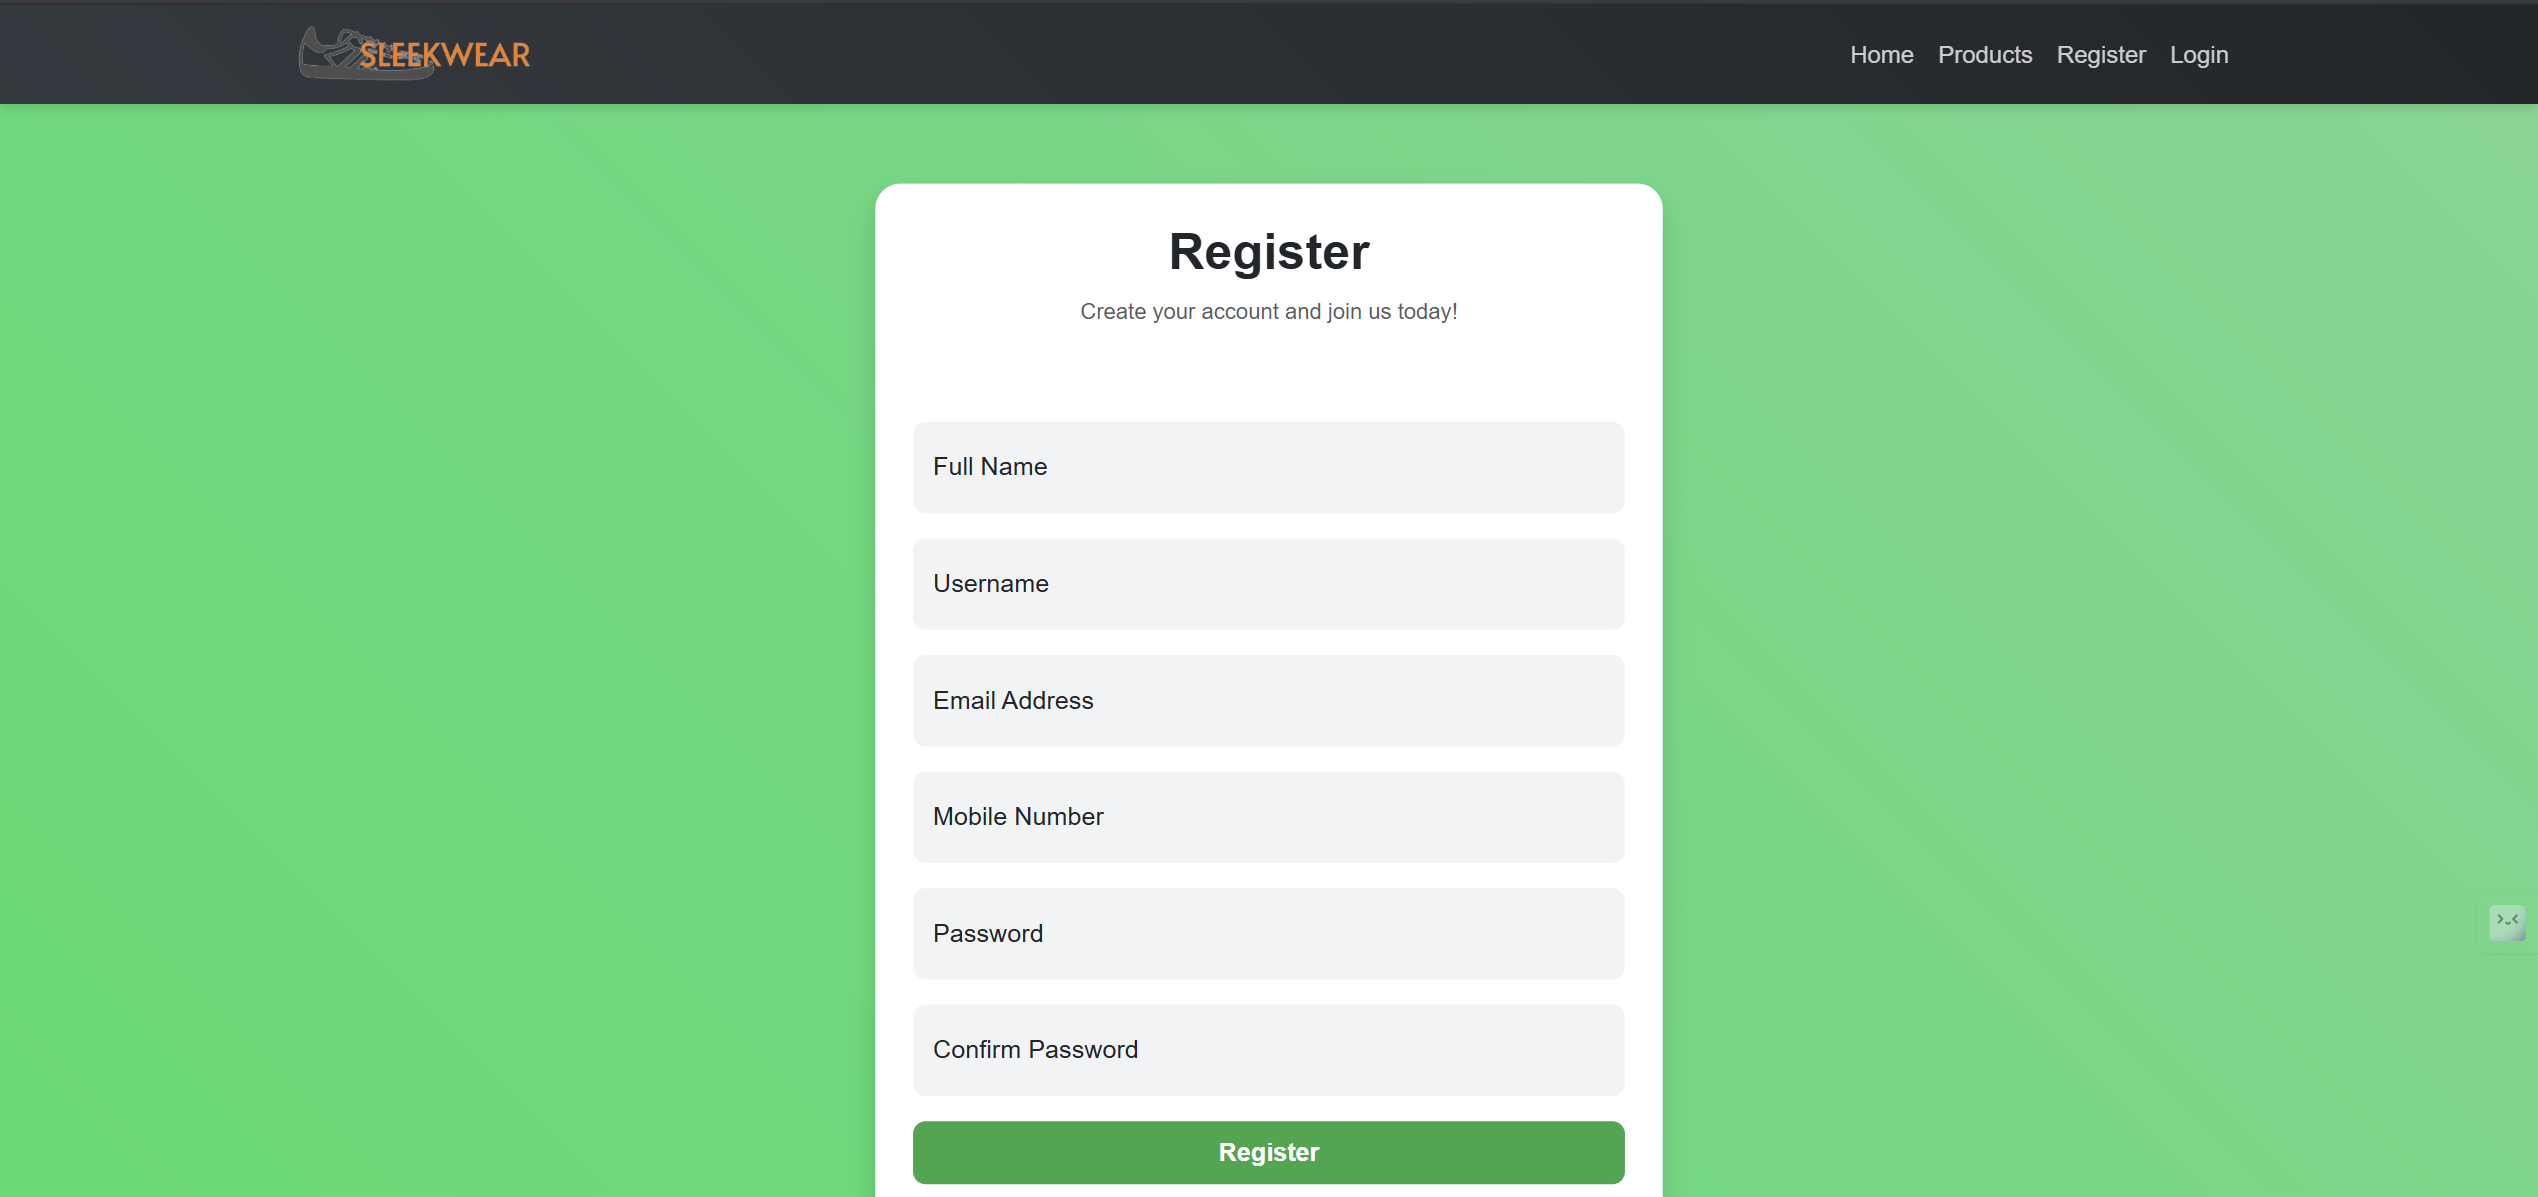 SLEEKWEAR
Home Products Register Login
Register
Create your account and join us today!
Full Name
Username
Email Address
Mobile Number
Password
Confirm Password
Register